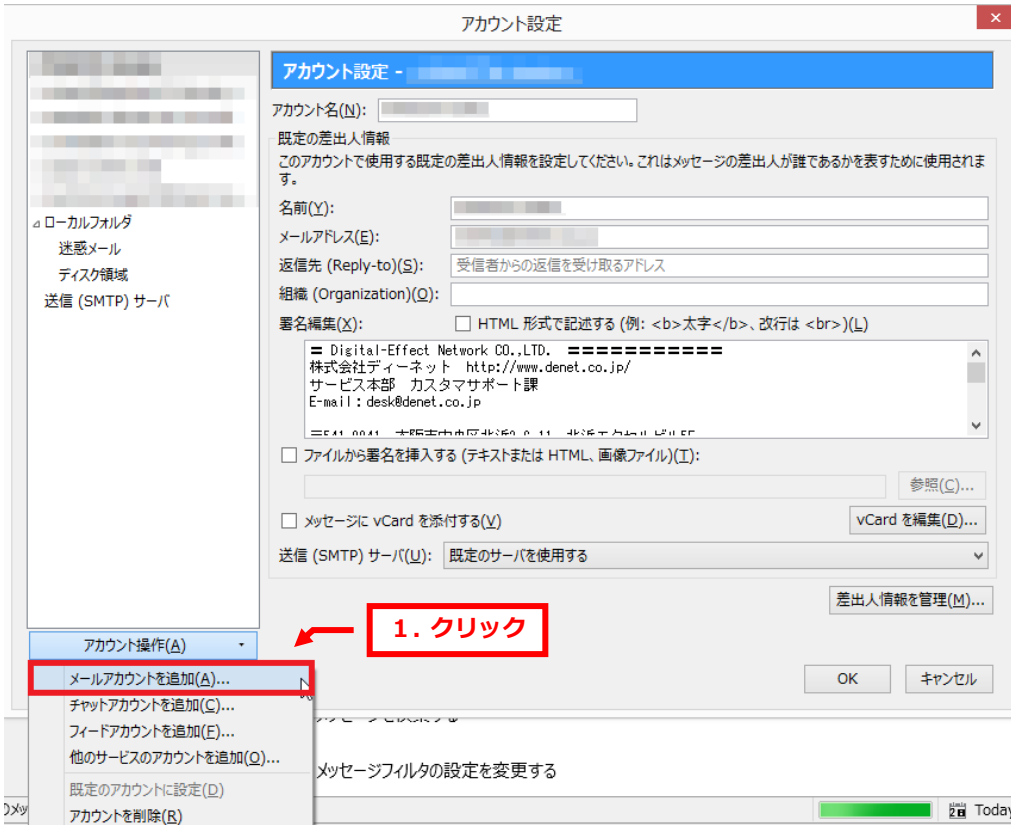 アカウント設定
アカウント設定 -
アカウント名(N):
既定の差出人情報
このアカウントで使用する既定の差出人情報を設定してください。これはメッセージの差出人が誰であるかを表すために使用されま
す。
名前(Y):
メールアドレス(E):
返信先 (Reply-to)(S): 受信者からの返信を受け取るアドレス
組織 (Organization)(O):
署名編集(X): HTML 形式で記述する (例: <b>太字</b>、改行は <br>)(L)
〓 Digital-Effect Network CO.,LTD. 〓〓〓〓〓〓〓〓〓〓〓
株式会社ディーネット http://www.denet.co.jp/
サービス本部 カスタマサポート課
E-mail：desk@denet.co.jp
ファイルから署名を挿入する (テキストまたは HTML、画像ファイル)(T):
参照(C)...
メッセージに vCard を添付する(V) vCard を編集(D)...
送信 (SMTP) サーバ(U): 既定のサーバを使用する
差出人情報を管理(M)...
OK キャンセル
ローカルフォルダ
迷惑メール
ディスク領域
送信 (SMTP) サーバ
アカウント操作(A)
1. クリック
メールアカウントを追加(A)...
チャットアカウントを追加(C)...
フィードアカウントを追加(F)...
他のサービスのアカウントを追加(O)...
既定のアカウントに設定(D)
アカウントを削除(R)
メッセージフィルタの設定を変更する
のメッ
Today